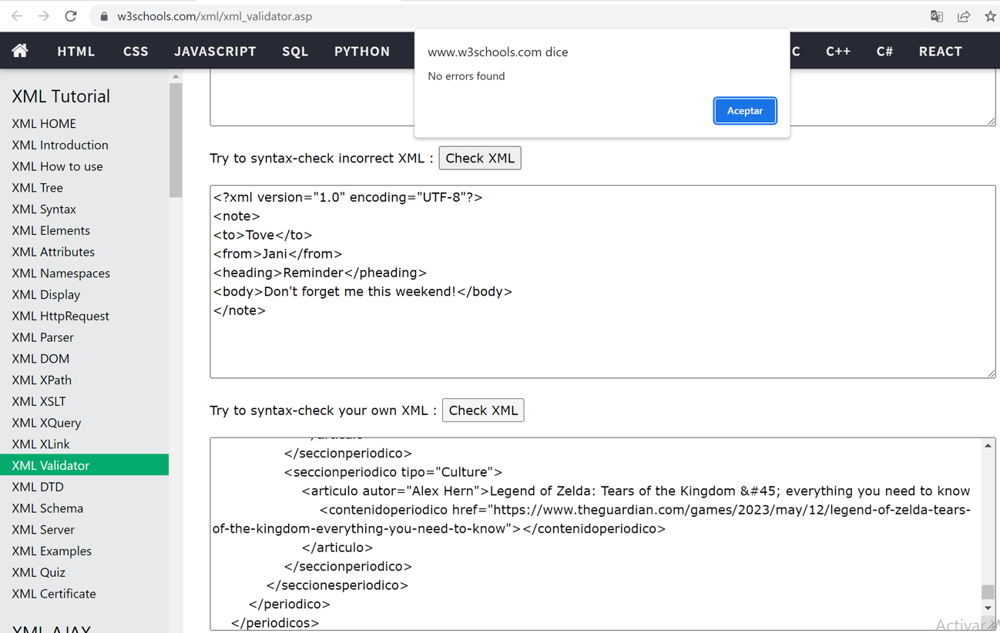 w3schools.com/xml/xml_validator.asp
HTML CSS JAVASCRIPT SQL PYTHON C C++ C# REACT
www.w3schools.com dice
No errors found
Aceptar
XML Tutorial
XML HOME
XML Introduction
XML How to use
XML Tree
XML Syntax
XML Elements
XML Attributes
XML Namespaces
XML Display
XML HttpRequest
XML Parser
XML DOM
XML XPath
XML XSLT
XML XQuery
XML XLink
XML Validator
XML DTD
XML Schema
XML Server
XML Examples
XML Quiz
XML Certificate
XML AJAX
Try to syntax-check incorrect XML : Check XML
<?xml version="1.0" encoding="UTF-8"?>
<note>
<to>Tove</to>
<from>Jani</from>
<heading>Reminder</pheading>
<body>Don't forget me this weekend!</body>
</note>
Try to syntax-check your own XML : Check XML
</seccionperiodico>
<seccionperiodico tipo="Culture">
<articulo autor="Alex Hern">Legend of Zelda: Tears of the Kingdom &#45; everything you need to know
<contenidoperiodico href="https://www.theguardian.com/games/2023/may/12/legend-of-zelda-tears-
of-the-kingdom-everything-you-need-to-know"></contenidoperiodico>
</articulo>
</seccionperiodico>
</seccionesperiodico>
</periodico>
</periodicos>
Activar